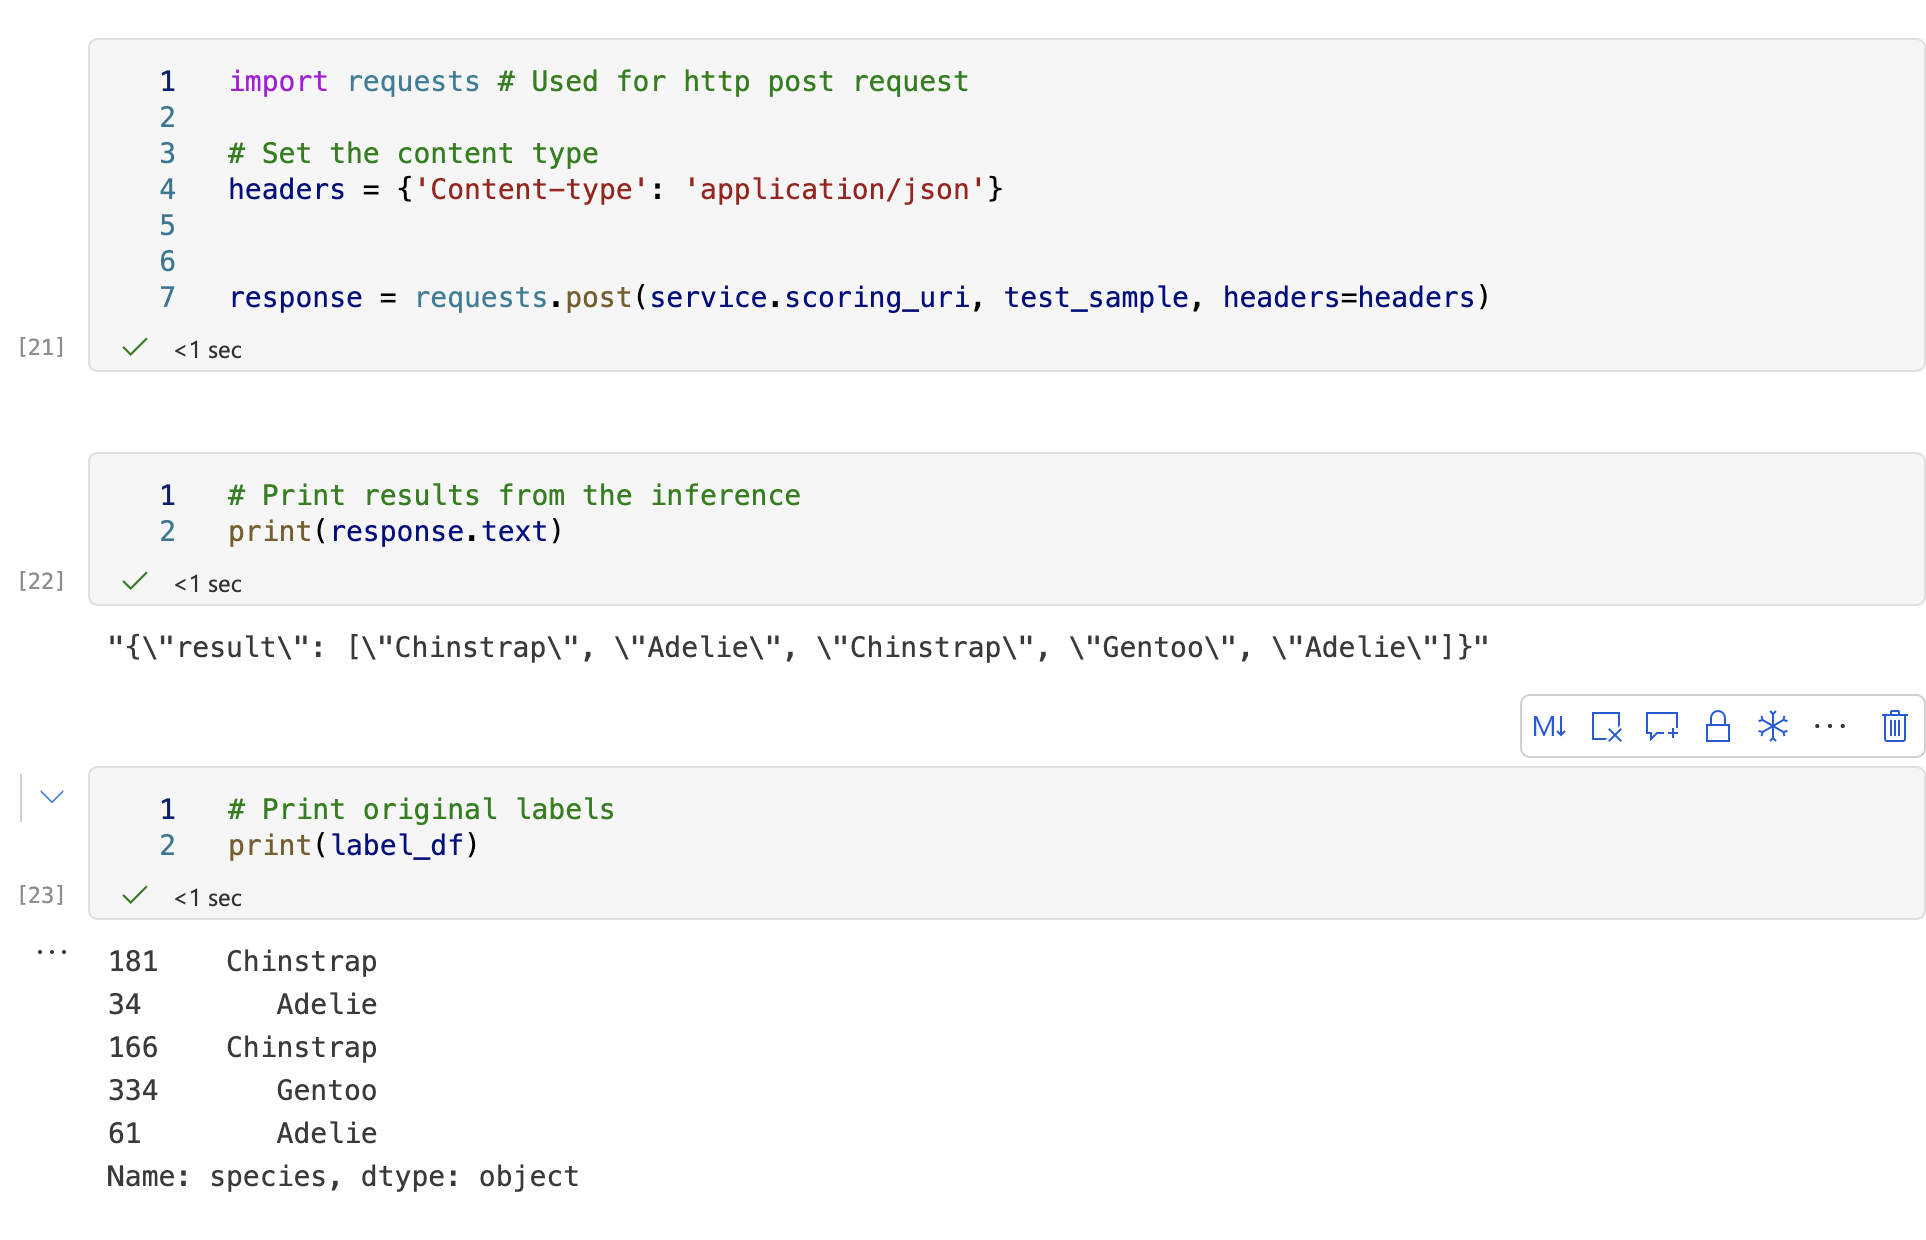 1 import requests # Used for http post request
2
3 # Set the content type
4 headers = {'Content-type': 'application/json'}
5
6
7 response = requests.post(service.scoring_uri, test_sample, headers=headers)
[21] <1 sec
1 # Print results from the inference
2 print(response.text)
[22] <1 sec
"{\"result\": [\"Chinstrap\", \"Adelie\", \"Chinstrap\", \"Gentoo\", \"Adelie\"]}"
M↓ ···
1 # Print original labels
2 print(label_df)
[23] <1 sec
··· 181    Chinstrap
34        Adelie
166    Chinstrap
334       Gentoo
61        Adelie
Name: species, dtype: object